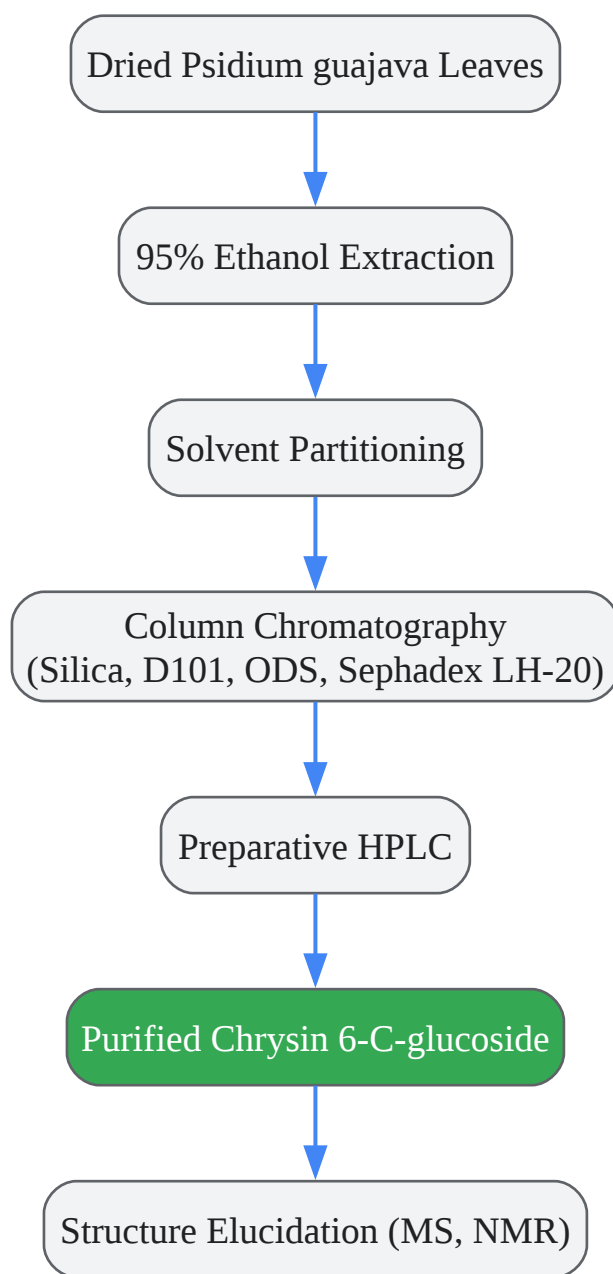 Dried Psidium guajava Leaves
95% Ethanol Extraction
Solvent Partitioning
Column Chromatography
(Silica, D101, ODS, Sephadex LH-20)
Preparative HPLC
Purified Chrysin 6-C-glucoside
Structure Elucidation (MS, NMR)